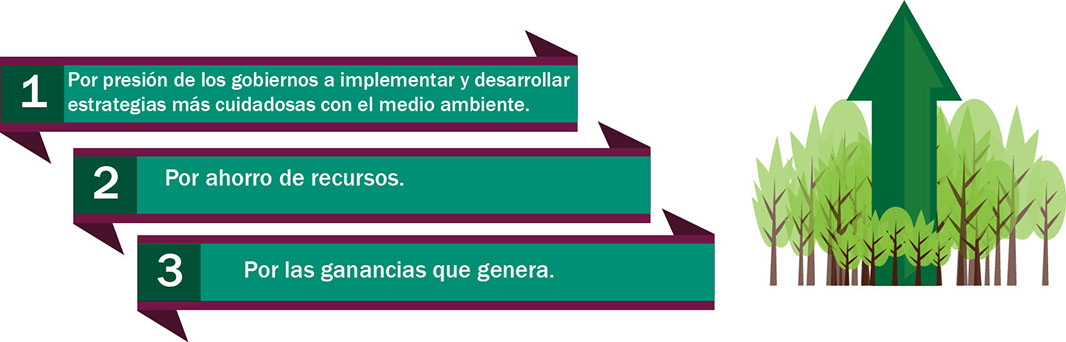 1
Por presión de los gobiernos a implementar y desarrollar
estrategias más cuidadosas con el medio ambiente.
2
Por ahorro de recursos.
3
Por las ganancias que genera.